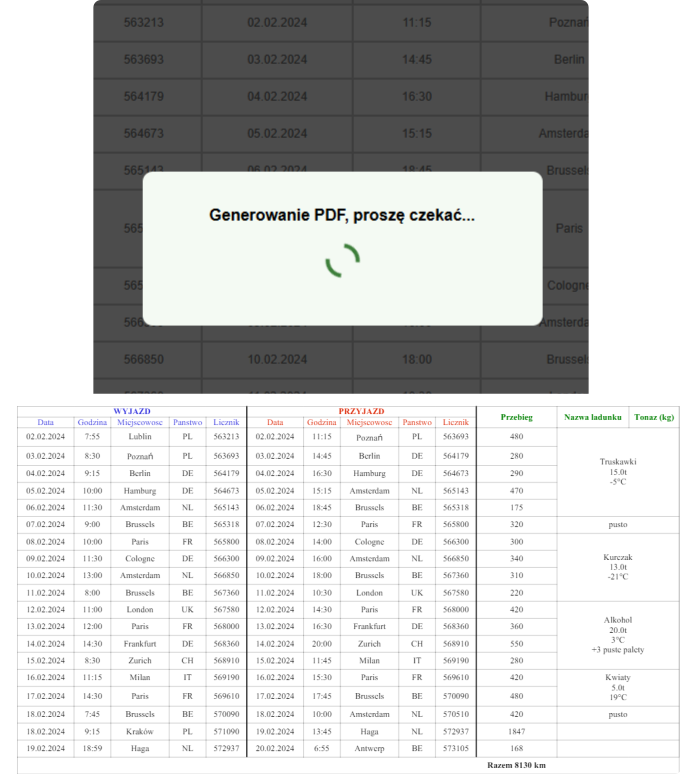 563213 02.02.2024 11:15 Poznań
563693 03.02.2024 14:45 Berlin
564179 04.02.2024 16:30 Hambur
564673 05.02.2024 15:15 Amsterda
565143 06.02.2024 18:45 Brussel
Generowanie PDF, proszę czekać...
565 Paris
565 Cologne
566 Amsterda
566850 10.02.2024 18:00 Brussel
WYJAZD PRZYJAZD Przebieg Nazwa ładunku Tonaz (kg)
Data Godzina Miejscowosc Panstwo Licznik Data Godzina Miejscowosc Panstwo Licznik
02.02.2024 7:55 Lublin PL 563213 02.02.2024 11:15 Poznań PL 563693 480
03.02.2024 8:30 Poznań PL 563693 03.02.2024 14:45 Berlin DE 564179 280
Truskawki
04.02.2024 9:15 Berlin DE 564179 04.02.2024 16:30 Hamburg DE 564673 290 15.0t
-5°C
05.02.2024 10:00 Hamburg DE 564673 05.02.2024 15:15 Amsterdam NL 565143 470
06.02.2024 11:30 Amsterdam NL 565143 06.02.2024 18:45 Brussels BE 565318 175
07.02.2024 9:00 Brussels BE 565318 07.02.2024 12:30 Paris FR 565800 320 pusto
08.02.2024 10:00 Paris FR 565800 08.02.2024 14:00 Cologne DE 566300 300
09.02.2024 11:30 Cologne DE 566300 09.02.2024 16:00 Amsterdam NL 566850 340 Kurczak
13.0t
10.02.2024 13:00 Amsterdam NL 566850 10.02.2024 18:00 Brussels BE 567360 310 -21°C
11.02.2024 8:00 Brussels BE 567360 11.02.2024 10:30 London UK 567580 220
12.02.2024 11:00 London UK 567580 12.02.2024 14:30 Paris FR 568000 420
Alkohol
13.02.2024 12:00 Paris FR 568000 13.02.2024 16:30 Frankfurt DE 568360 360 20.0t
3°C
14.02.2024 14:30 Frankfurt DE 568360 14.02.2024 20:00 Zurich CH 568910 550 +3 puste palety
15.02.2024 8:30 Zurich CH 568910 15.02.2024 11:45 Milan IT 569190 280
16.02.2024 11:15 Milan IT 569190 16.02.2024 15:30 Paris FR 569610 420 Kwiaty
5.0t
17.02.2024 14:30 Paris FR 569610 17.02.2024 17:45 Brussels BE 570090 480 19°C
18.02.2024 7:45 Brussels BE 570090 18.02.2024 10:00 Amsterdam NL 570510 420 pusto
18.02.2024 9:15 Kraków PL 571090 19.02.2024 13:45 Haga NL 572937 1847
19.02.2024 18:59 Haga NL 572937 20.02.2024 6:55 Antwerp BE 573105 168
Razem 8130 km